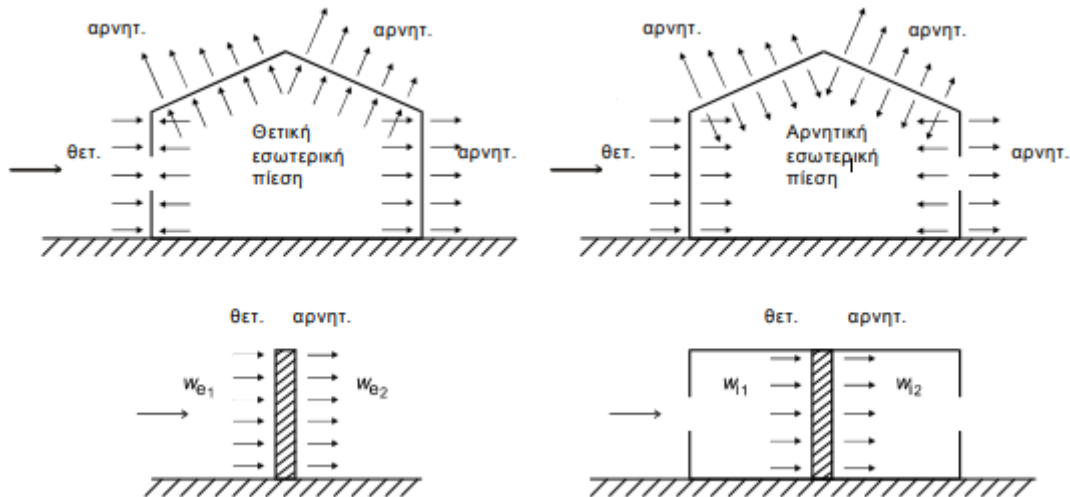 αρνητ.
αρνητ.
θετ.
Θετική
εσωτερική
πίεση
αρνητ.
αρνητ.
αρνητ.
θετ.
Αρνητική
εσωτερική
πίεση
αρνητ.
θετ. αρνητ.
we1 we2
θετ. αρνητ.
wi1 wi2